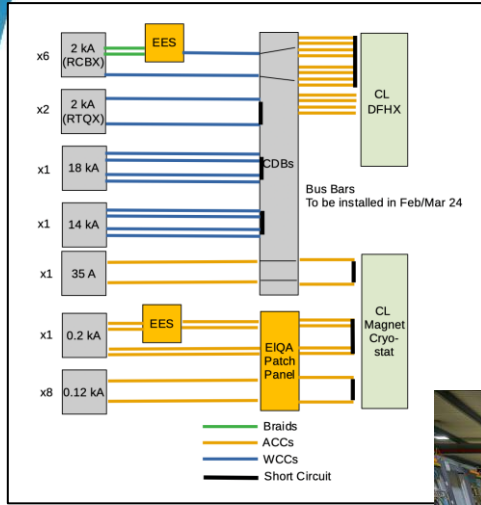 x6
2 kA
(RCBX)
EES
x2
2 kA
(RTQX)
x1
18 kA
CDBs
x1
14 kA
x1
35 A
x1
0.2 kA
EES
x8
0.12 kA
EIQA
Patch
Panel
CL
DFHX
Bus Bars
To be installed in Feb/Mar 24
CL
Magnet
Cryo-
stat
Braids
ACCs
WCCs
Short Circuit